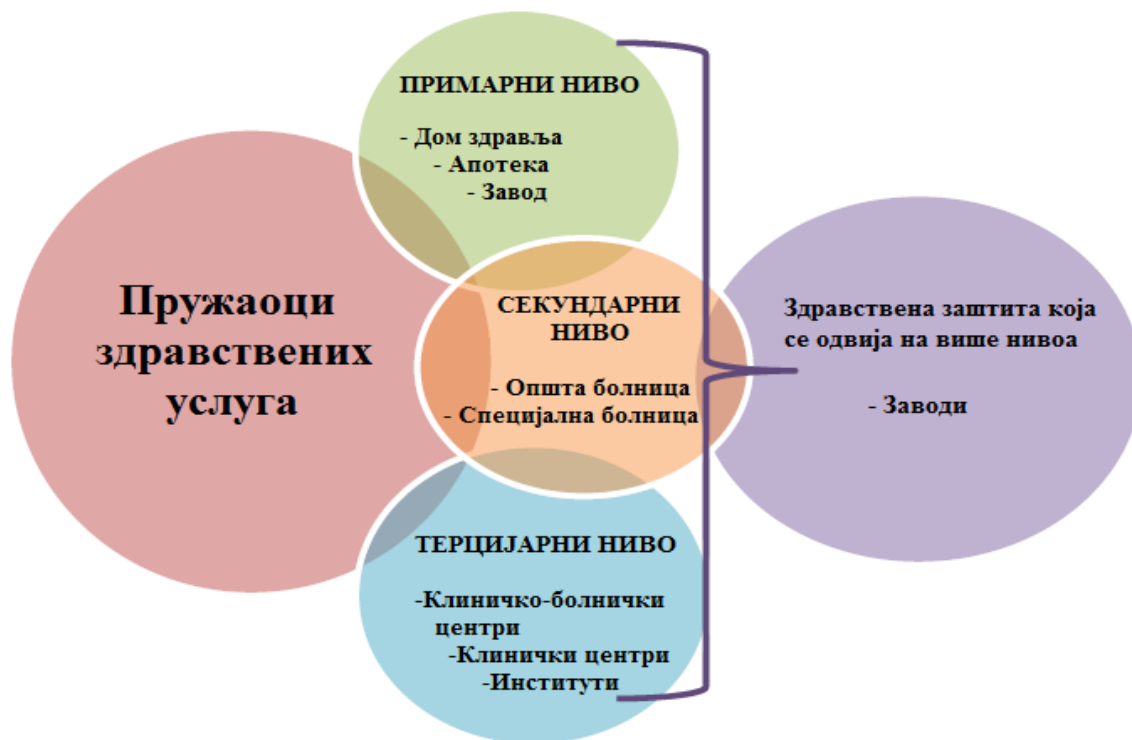 Пружаоци
здравствених
услуга
ПРИМАРНИ НИВО
- Дом здравља
- Апотека
- Завод
СЕКУНДАРНИ
НИВО
- Општа болница
- Специјална болница
ТЕРЦИЈАРНИ НИВО
-Клиничко-болнички
центри
-Клинички центри
-Институти
Здравствена заштита која
се одвија на више нивоа
- Заводи